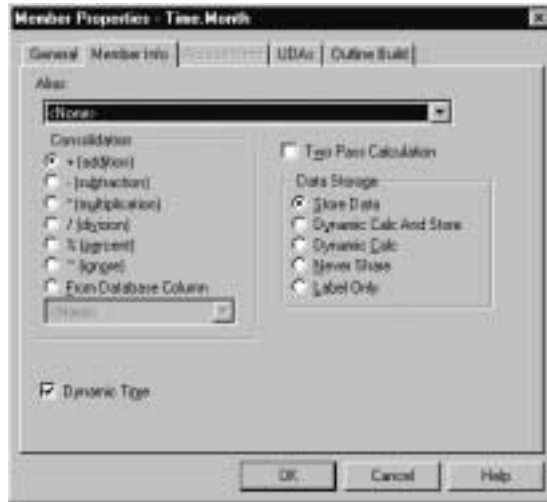 Member Properties - Time.Month
General Member Info UDAs Outline Build
Alias:
<None>
Consolidation
+ (addition)
- (subtraction)
* (multiplication)
/ (division)
% (percent)
~ (ignore)
From Database Column
<None>
Two Pass Calculation
Data Storage
Store Data
Dynamic Calc And Store
Dynamic Calc
Never Share
Label Only
Dynamic Time
OK Cancel Help